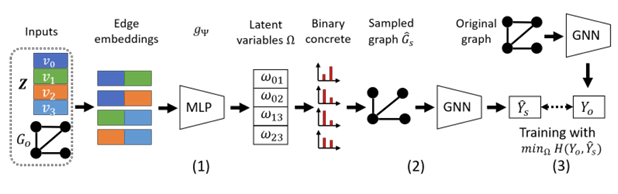 Inputs
Edge
embeddings
g_Ψ
Latent
variables Ω
Binary
concrete
Sampled
graph Ĝ_s
Original
graph
GNN
Z
v_0
v_1
v_2
v_3
G_o
MLP
ω_01
ω_02
ω_13
ω_23
GNN
Ŷ_s
Y_o
Training with
min_Ω H(Y_o, Ŷ_s)
(1)
(2)
(3)